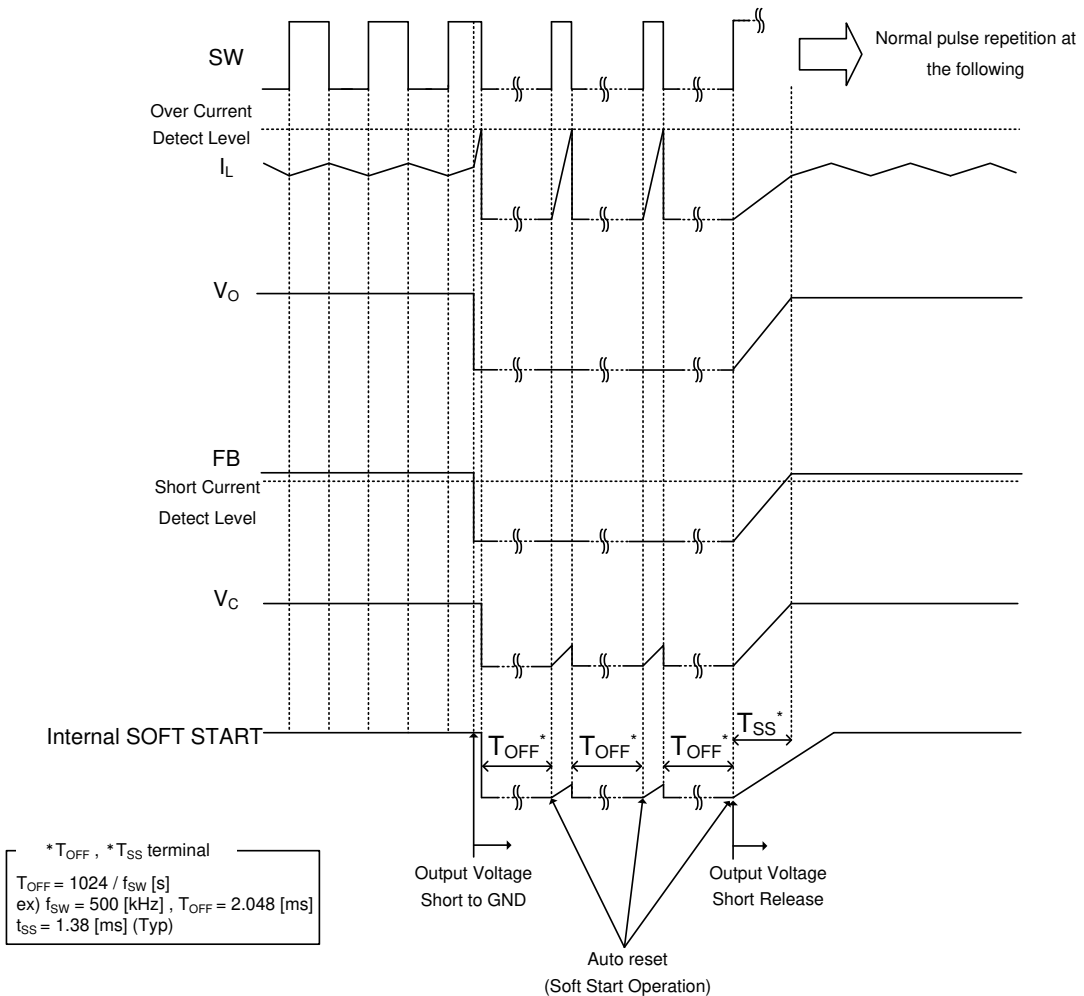 SW
Normal pulse repetition at
the following
Over Current
Detect Level
IL
VO
FB
Short Current
Detect Level
VC
Internal SOFT START
TOFF*
TOFF*
TOFF*
TSS*
*TOFF , *TSS terminal
TOFF = 1024 / fSW [s]
ex) fSW = 500 [kHz] , TOFF = 2.048 [ms]
tSS = 1.38 [ms] (Typ)
Output Voltage
Short to GND
Output Voltage
Short Release
Auto reset
(Soft Start Operation)